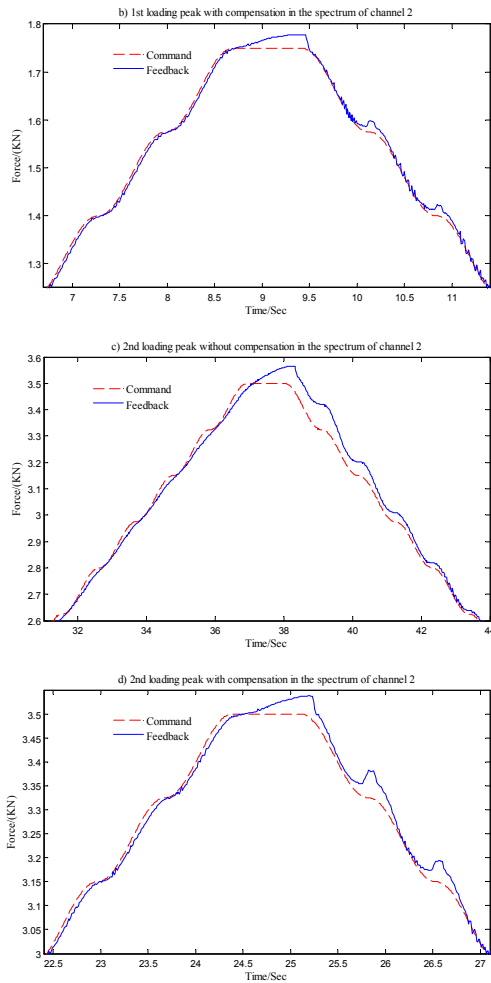 b) 1st loading peak with compensation in the spectrum of channel 2
1.8
1.7
1.6
1.5
1.4
1.3
Force/(KN)
Command
Feedback
7 7.5 8 8.5 9 9.5 10 10.5 11
Time/Sec
c) 2nd loading peak without compensation in the spectrum of channel 2
3.6
3.5
3.4
3.3
3.2
3.1
3
2.9
2.8
2.7
2.6
Force/(KN)
Command
Feedback
32 34 36 38 40 42 44
Time/Sec
d) 2nd loading peak with compensation in the spectrum of channel 2
3.5
3.45
3.4
3.35
3.3
3.25
3.2
3.15
3.1
3.05
3
Force/(KN)
Command
Feedback
22.5 23 23.5 24 24.5 25 25.5 26 26.5 27
Time/Sec